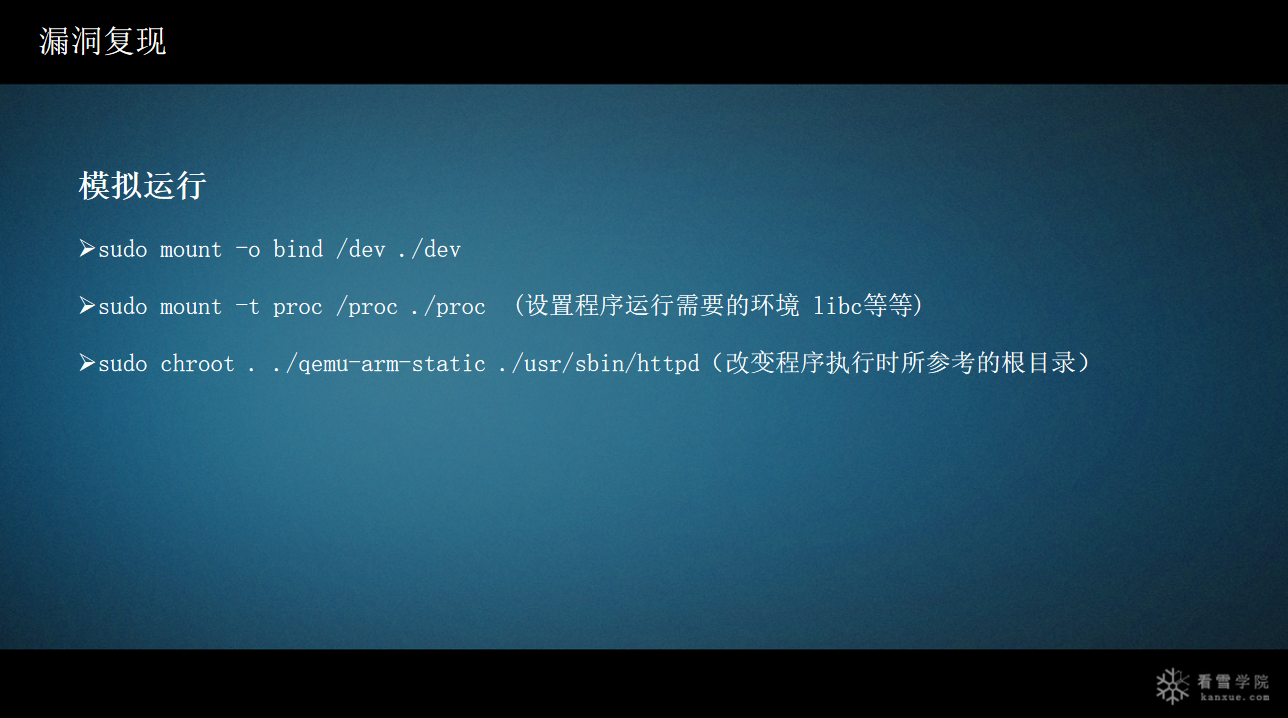 漏洞复现
模拟运行
➢sudo mount -o bind /dev ./dev
➢sudo mount -t proc /proc ./proc （设置程序运行需要的环境 libc等等）
➢sudo chroot . ./qemu-arm-static ./usr/sbin/httpd（改变程序执行时所参考的根目录）
看雪学院
kanxue.com